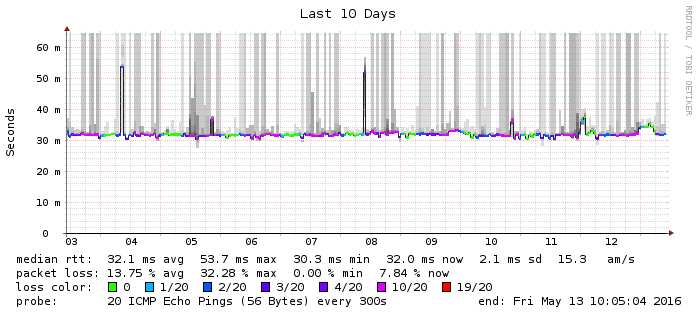 Last 10 Days
RRDTOOL / TOBI OETIKER
Seconds
60 m
50 m
40 m
30 m
20 m
10 m
0
03 04 05 06 07 08 09 10 11 12
median rtt: 32.1 ms avg 53.7 ms max 30.3 ms min 32.0 ms now 2.1 ms sd 15.3 am/s
packet loss: 13.75 % avg 32.28 % max 0.00 % min 7.84 % now
loss color: 0 1/20 2/20 3/20 4/20 10/20 19/20
probe: 20 ICMP Echo Pings (56 Bytes) every 300s end: Fri May 13 10:05:04 2016